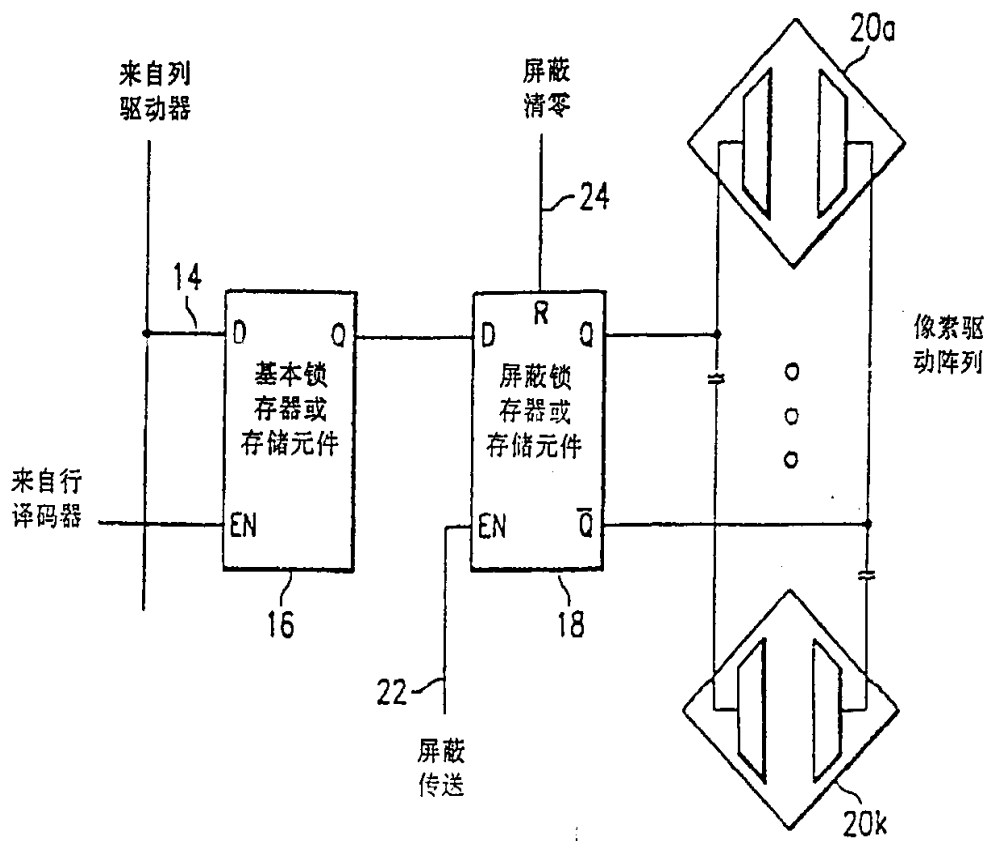 20a
来自列
驱动器
屏蔽
清零
24
14
D
Q
基本锁
存器或
存储元件
EN
16
R
D
Q
屏蔽锁
存器或
存储元件
EN
Q̅
18
像素驱
动阵列
来自行
译码器
22
屏蔽
传送
20k